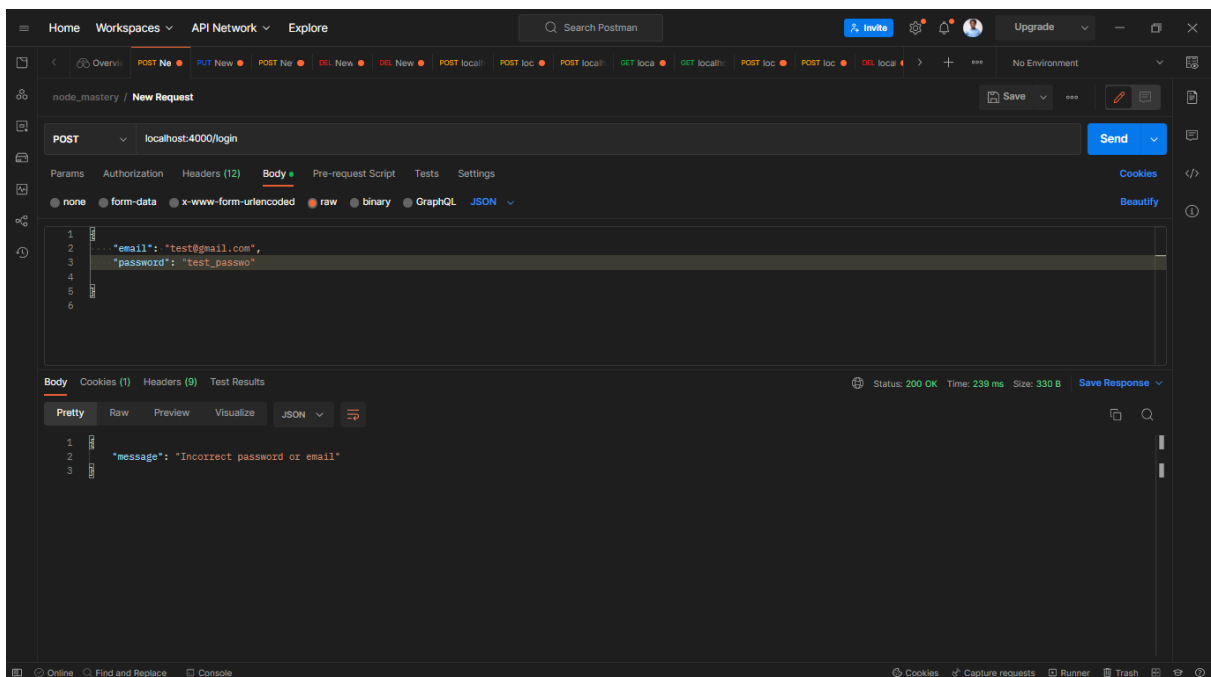 Home Workspaces API Network Explore Search Postman Invite Upgrade
Overvi POST Ne PUT New POST Ne DEL New DEL New POST local POST loc POST local GET loca GET localh POST loc POST loc DEL local No Environment
node_mastery / New Request Save
POST localhost:4000/login Send
Params Authorization Headers (12) Body Pre-request Script Tests Settings Cookies
none form-data x-www-form-urlencoded raw binary GraphQL JSON Beautify
1 {
2 ····"email":·"test@gmail.com",
3 "password": "test_passwo"
4
5 }
6
Body Cookies (1) Headers (9) Test Results Status: 200 OK Time: 239 ms Size: 330 B Save Response
Pretty Raw Preview Visualize JSON
1 {
2 "message": "Incorrect password or email"
3 }
Online Find and Replace Console Cookies Capture requests Runner Trash